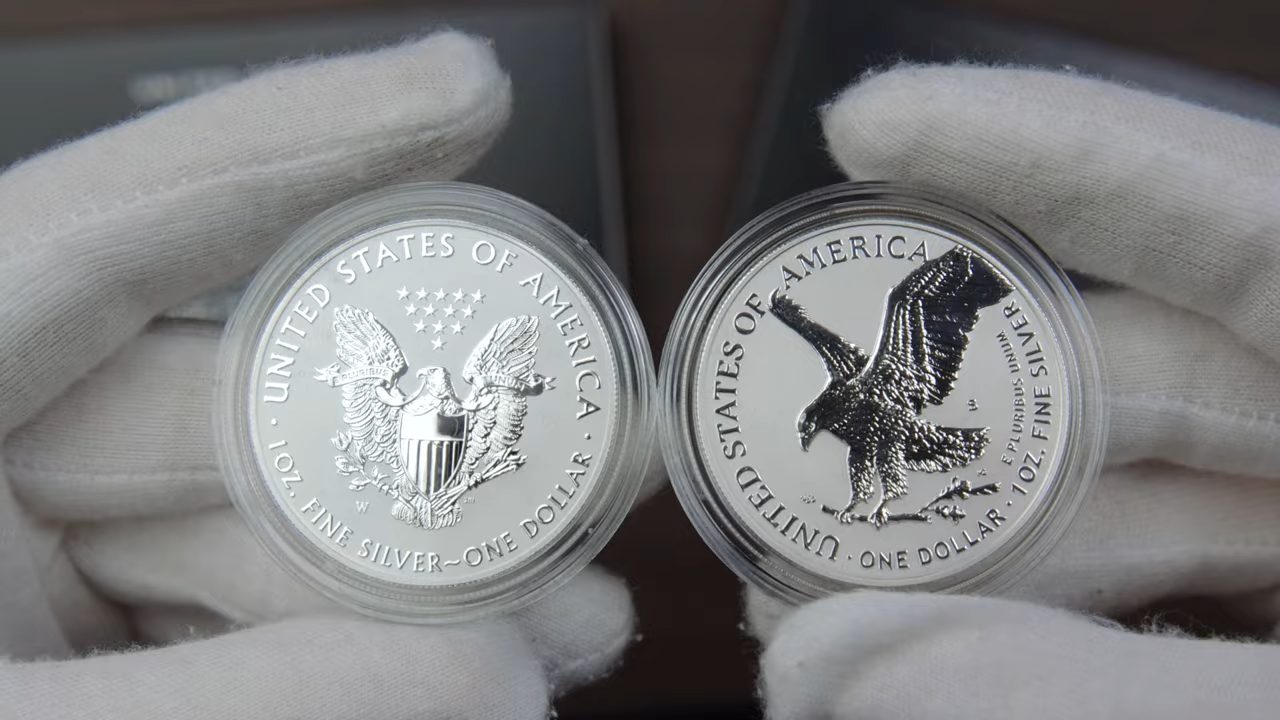 UNITED STATES OF AMERICA
PLURIBUS
W
· 1 OZ. FINE SILVER~ONE DOLLAR ·
UNITED STATES OF AMERICA
E PLURIBUS UNUM
· ONE DOLLAR · 1 OZ. FINE SILVER